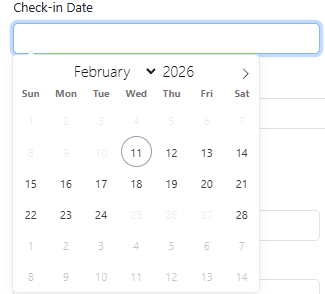 Check-in Date
February 2026
Sun Mon Tue Wed Thu Fri Sat
1 2 3 4 5 6 7
8 9 10 11 12 13 14
15 16 17 18 19 20 21
22 23 24 25 26 27 28
1 2 3 4 5 6 7
8 9 10 11 12 13 14